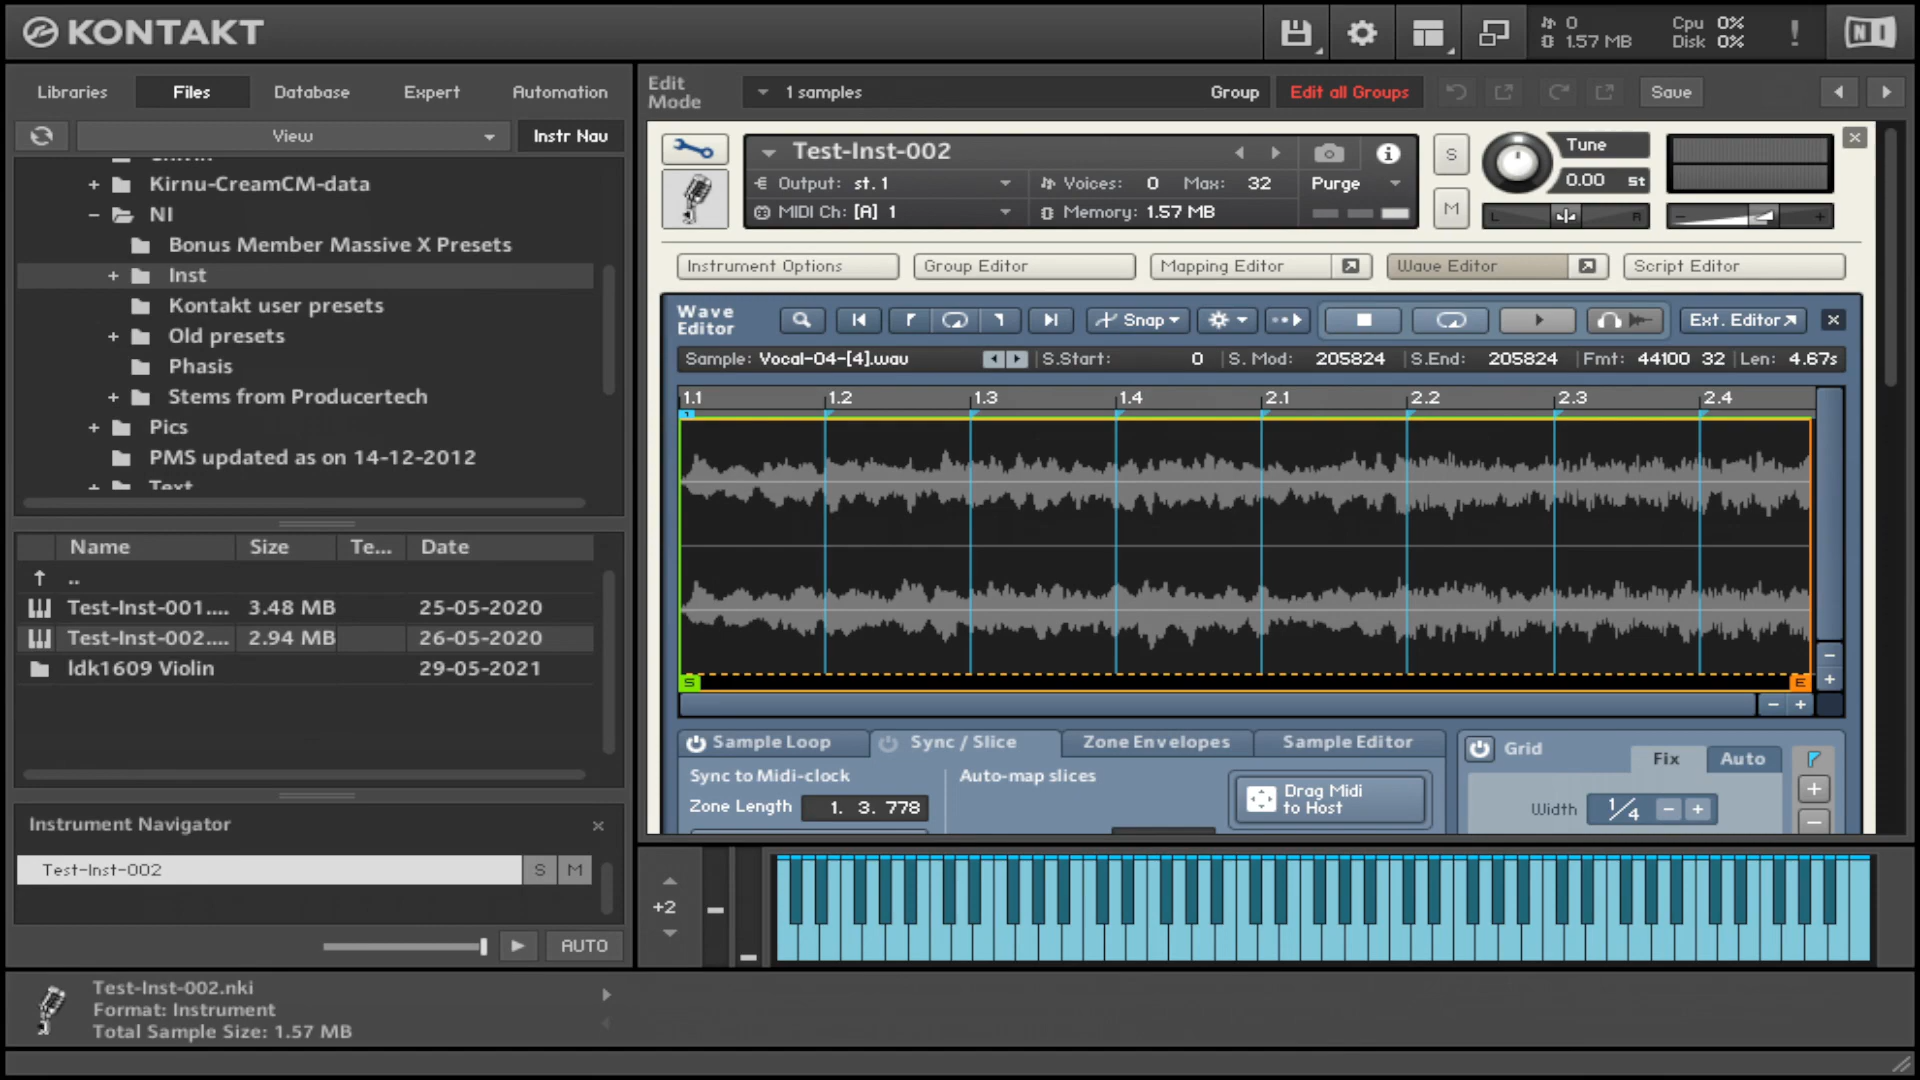 KONTAKT
0
1.57 MB
Cpu 0%
Disk 0%
!
NI
Libraries Files Database Expert Automation
View Instr Nau
Kirnu-CreamCM-data
NI
Bonus Member Massive X Presets
Inst
Kontakt user presets
Old presets
Phasis
Stems from Producertech
Pics
PMS updated as on 14-12-2012
Text
Name Size Te... Date
..
Test-Inst-001.... 3.48 MB 25-05-2020
Test-Inst-002.... 2.94 MB 26-05-2020
ldk1609 Violin 29-05-2021
Instrument Navigator
Test-Inst-002 S M
AUTO
Edit Mode
1 samples Group Edit all Groups Save
Test-Inst-002
Output: st. 1 Voices: 0 Max: 32 Purge
MIDI Ch: [A] 1 Memory: 1.57 MB
S
M
Tune
0.00 st
L R
- +
Instrument Options Group Editor Mapping Editor Wave Editor Script Editor
Wave Editor
Snap Ext. Editor
Sample: Vocal-04-[4].wav S.Start: 0 S. Mod: 205824 S.End: 205824 Fmt: 44100 32 Len: 4.67s
1.1 1.2 1.3 1.4 2.1 2.2 2.3 2.4
1
S E
Sample Loop Sync / Slice Zone Envelopes Sample Editor
Sync to Midi-clock Auto-map slices
Zone Length 1. 3. 778
Drag Midi
to Host
Grid Fix Auto
Width 1/4 - +
+2
Test-Inst-002.nki
Format: Instrument
Total Sample Size: 1.57 MB